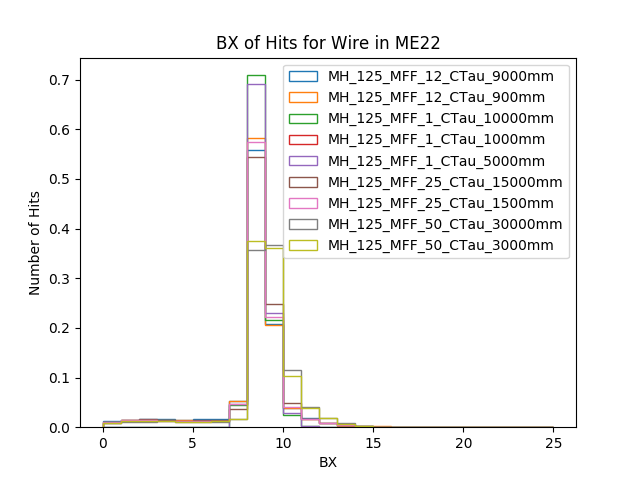 BX of Hits for Wire in ME22
MH_125_MFF_12_CTau_9000mm
MH_125_MFF_12_CTau_900mm
MH_125_MFF_1_CTau_10000mm
MH_125_MFF_1_CTau_1000mm
MH_125_MFF_1_CTau_5000mm
MH_125_MFF_25_CTau_15000mm
MH_125_MFF_25_CTau_1500mm
MH_125_MFF_50_CTau_30000mm
MH_125_MFF_50_CTau_3000mm
Number of Hits
0.7
0.6
0.5
0.4
0.3
0.2
0.1
0.0
0 5 10 15 20 25
BX